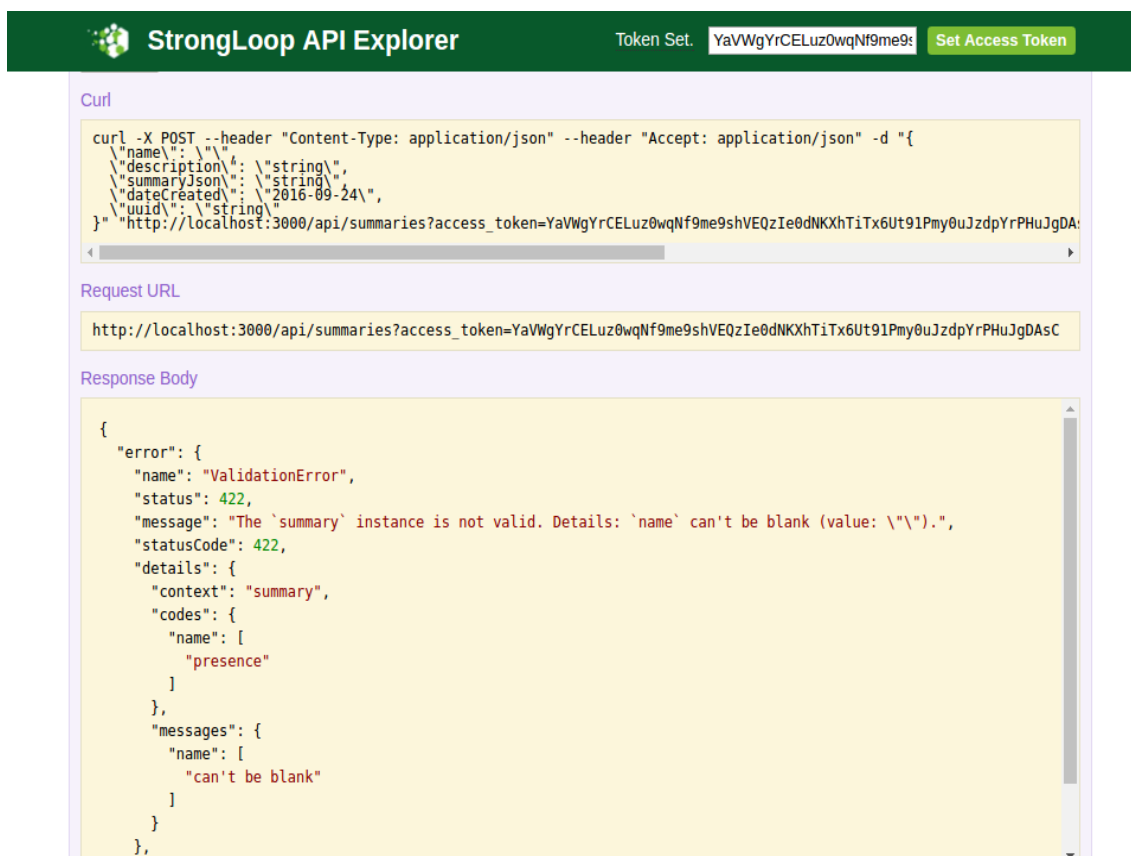 StrongLoop API Explorer
Token Set.
YaVWgYrCELuz0wqNf9me9s
Set Access Token
Curl
curl -X POST --header "Content-Type: application/json" --header "Accept: application/json" -d "{
  \"name\": \"\",
  \"description\": \"string\",
  \"summaryJson\": \"string\",
  \"dateCreated\": \"2016-09-24\",
  \"uuid\": \"string\"
}" "http://localhost:3000/api/summaries?access_token=YaVWgYrCELuz0wqNf9me9shVEQzIe0dNKXhTiTx6Ut91Pmy0uJzdpYrPHuJgDAs
Request URL
http://localhost:3000/api/summaries?access_token=YaVWgYrCELuz0wqNf9me9shVEQzIe0dNKXhTiTx6Ut91Pmy0uJzdpYrPHuJgDAsC
Response Body
{
  "error": {
    "name": "ValidationError",
    "status": 422,
    "message": "The `summary` instance is not valid. Details: `name` can't be blank (value: \"\").",
    "statusCode": 422,
    "details": {
      "context": "summary",
      "codes": {
        "name": [
          "presence"
        ]
      },
      "messages": {
        "name": [
          "can't be blank"
        ]
      }
    },